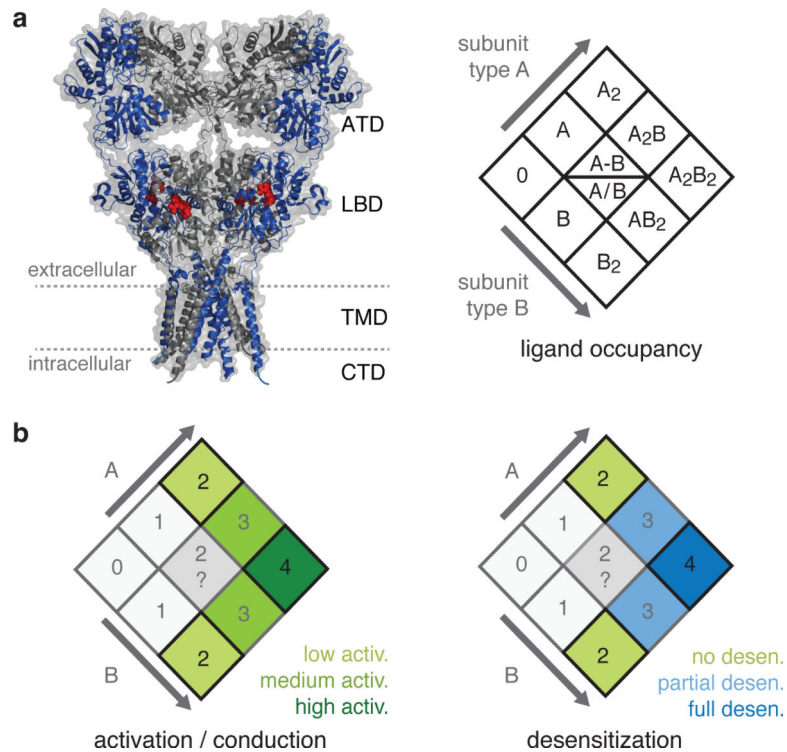 a
ATD
LBD
extracellular
TMD
intracellular
CTD
subunit
type A
A₂
A
A₂B
0
A-B
A/B
A₂B₂
B
AB₂
B₂
subunit
type B
ligand occupancy
b
A
2
1
3
0
2
?
4
1
3
B
2
low activ.
medium activ.
high activ.
activation / conduction
A
2
1
3
0
2
?
4
1
3
B
2
no desen.
partial desen.
full desen.
desensitization